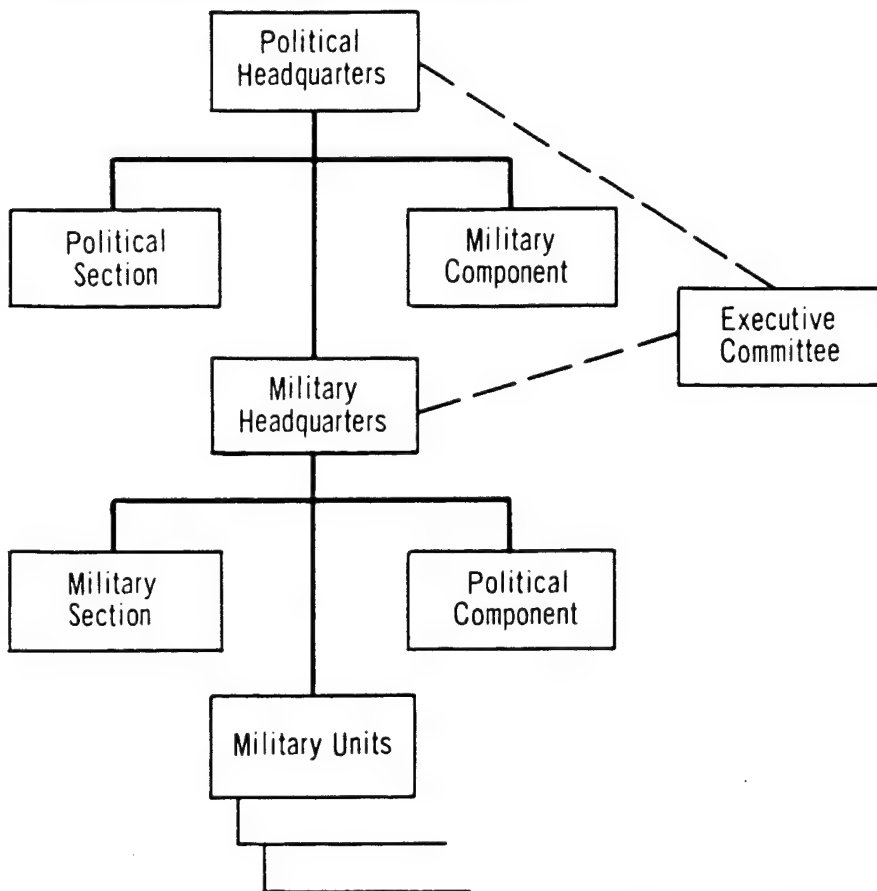 Political
Headquarters
Political
Section
Military
Component
Executive
Committee
Military
Headquarters
Military
Section
Political
Component
Military Units